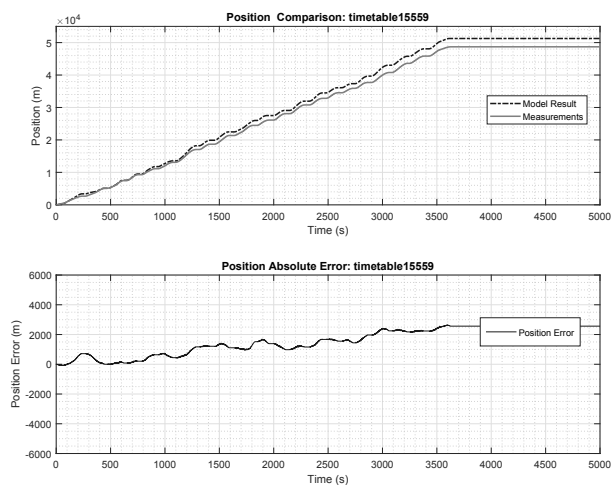 Position Comparison: timetable15559
×10⁴
5
4
3
2
1
0
Position (m)
Model Result
Measurements
0 500 1000 1500 2000 2500 3000 3500 4000 4500 5000
Time (s)
Position Absolute Error: timetable15559
6000
4000
2000
0
-2000
-4000
-6000
Position Error (m)
Position Error
0 500 1000 1500 2000 2500 3000 3500 4000 4500 5000
Time (s)